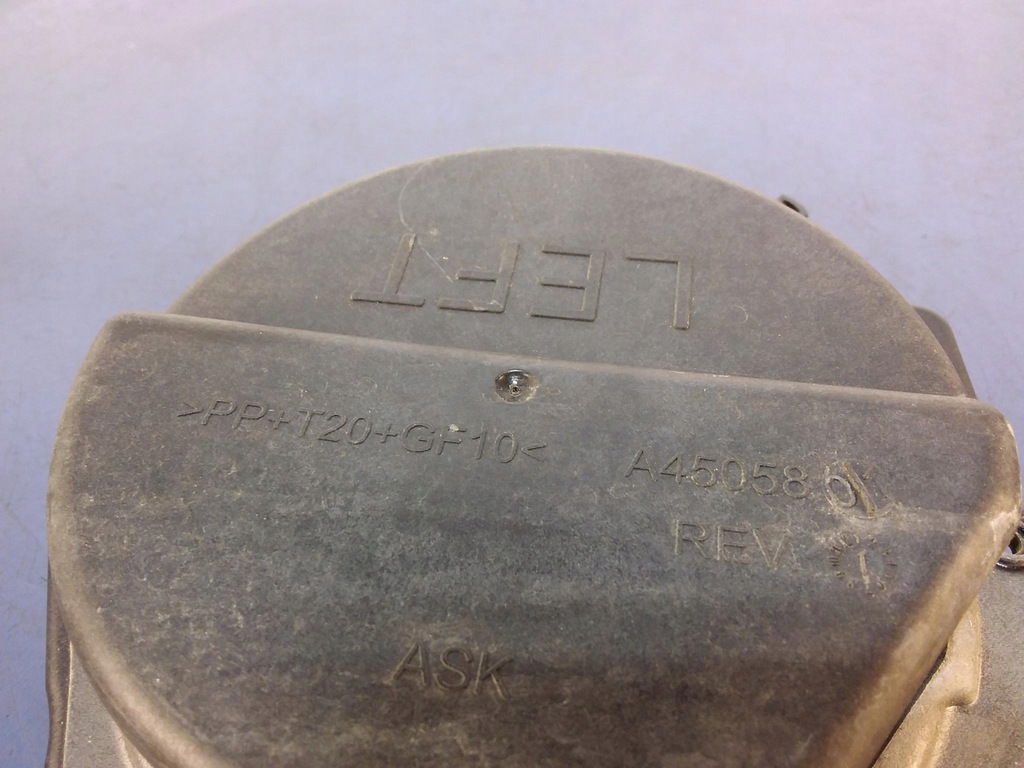 LEFT
>PP+T20+GF10<
A45058
REV
ASK